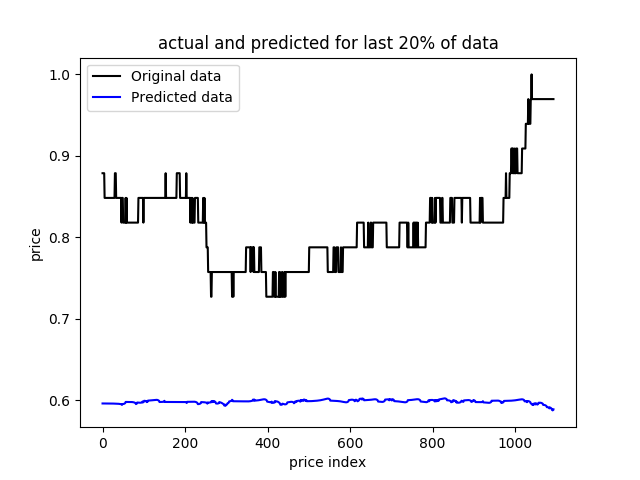 actual and predicted for last 20% of data
Original data
Predicted data
price
1.0
0.9
0.8
0.7
0.6
0 200 400 600 800 1000
price index